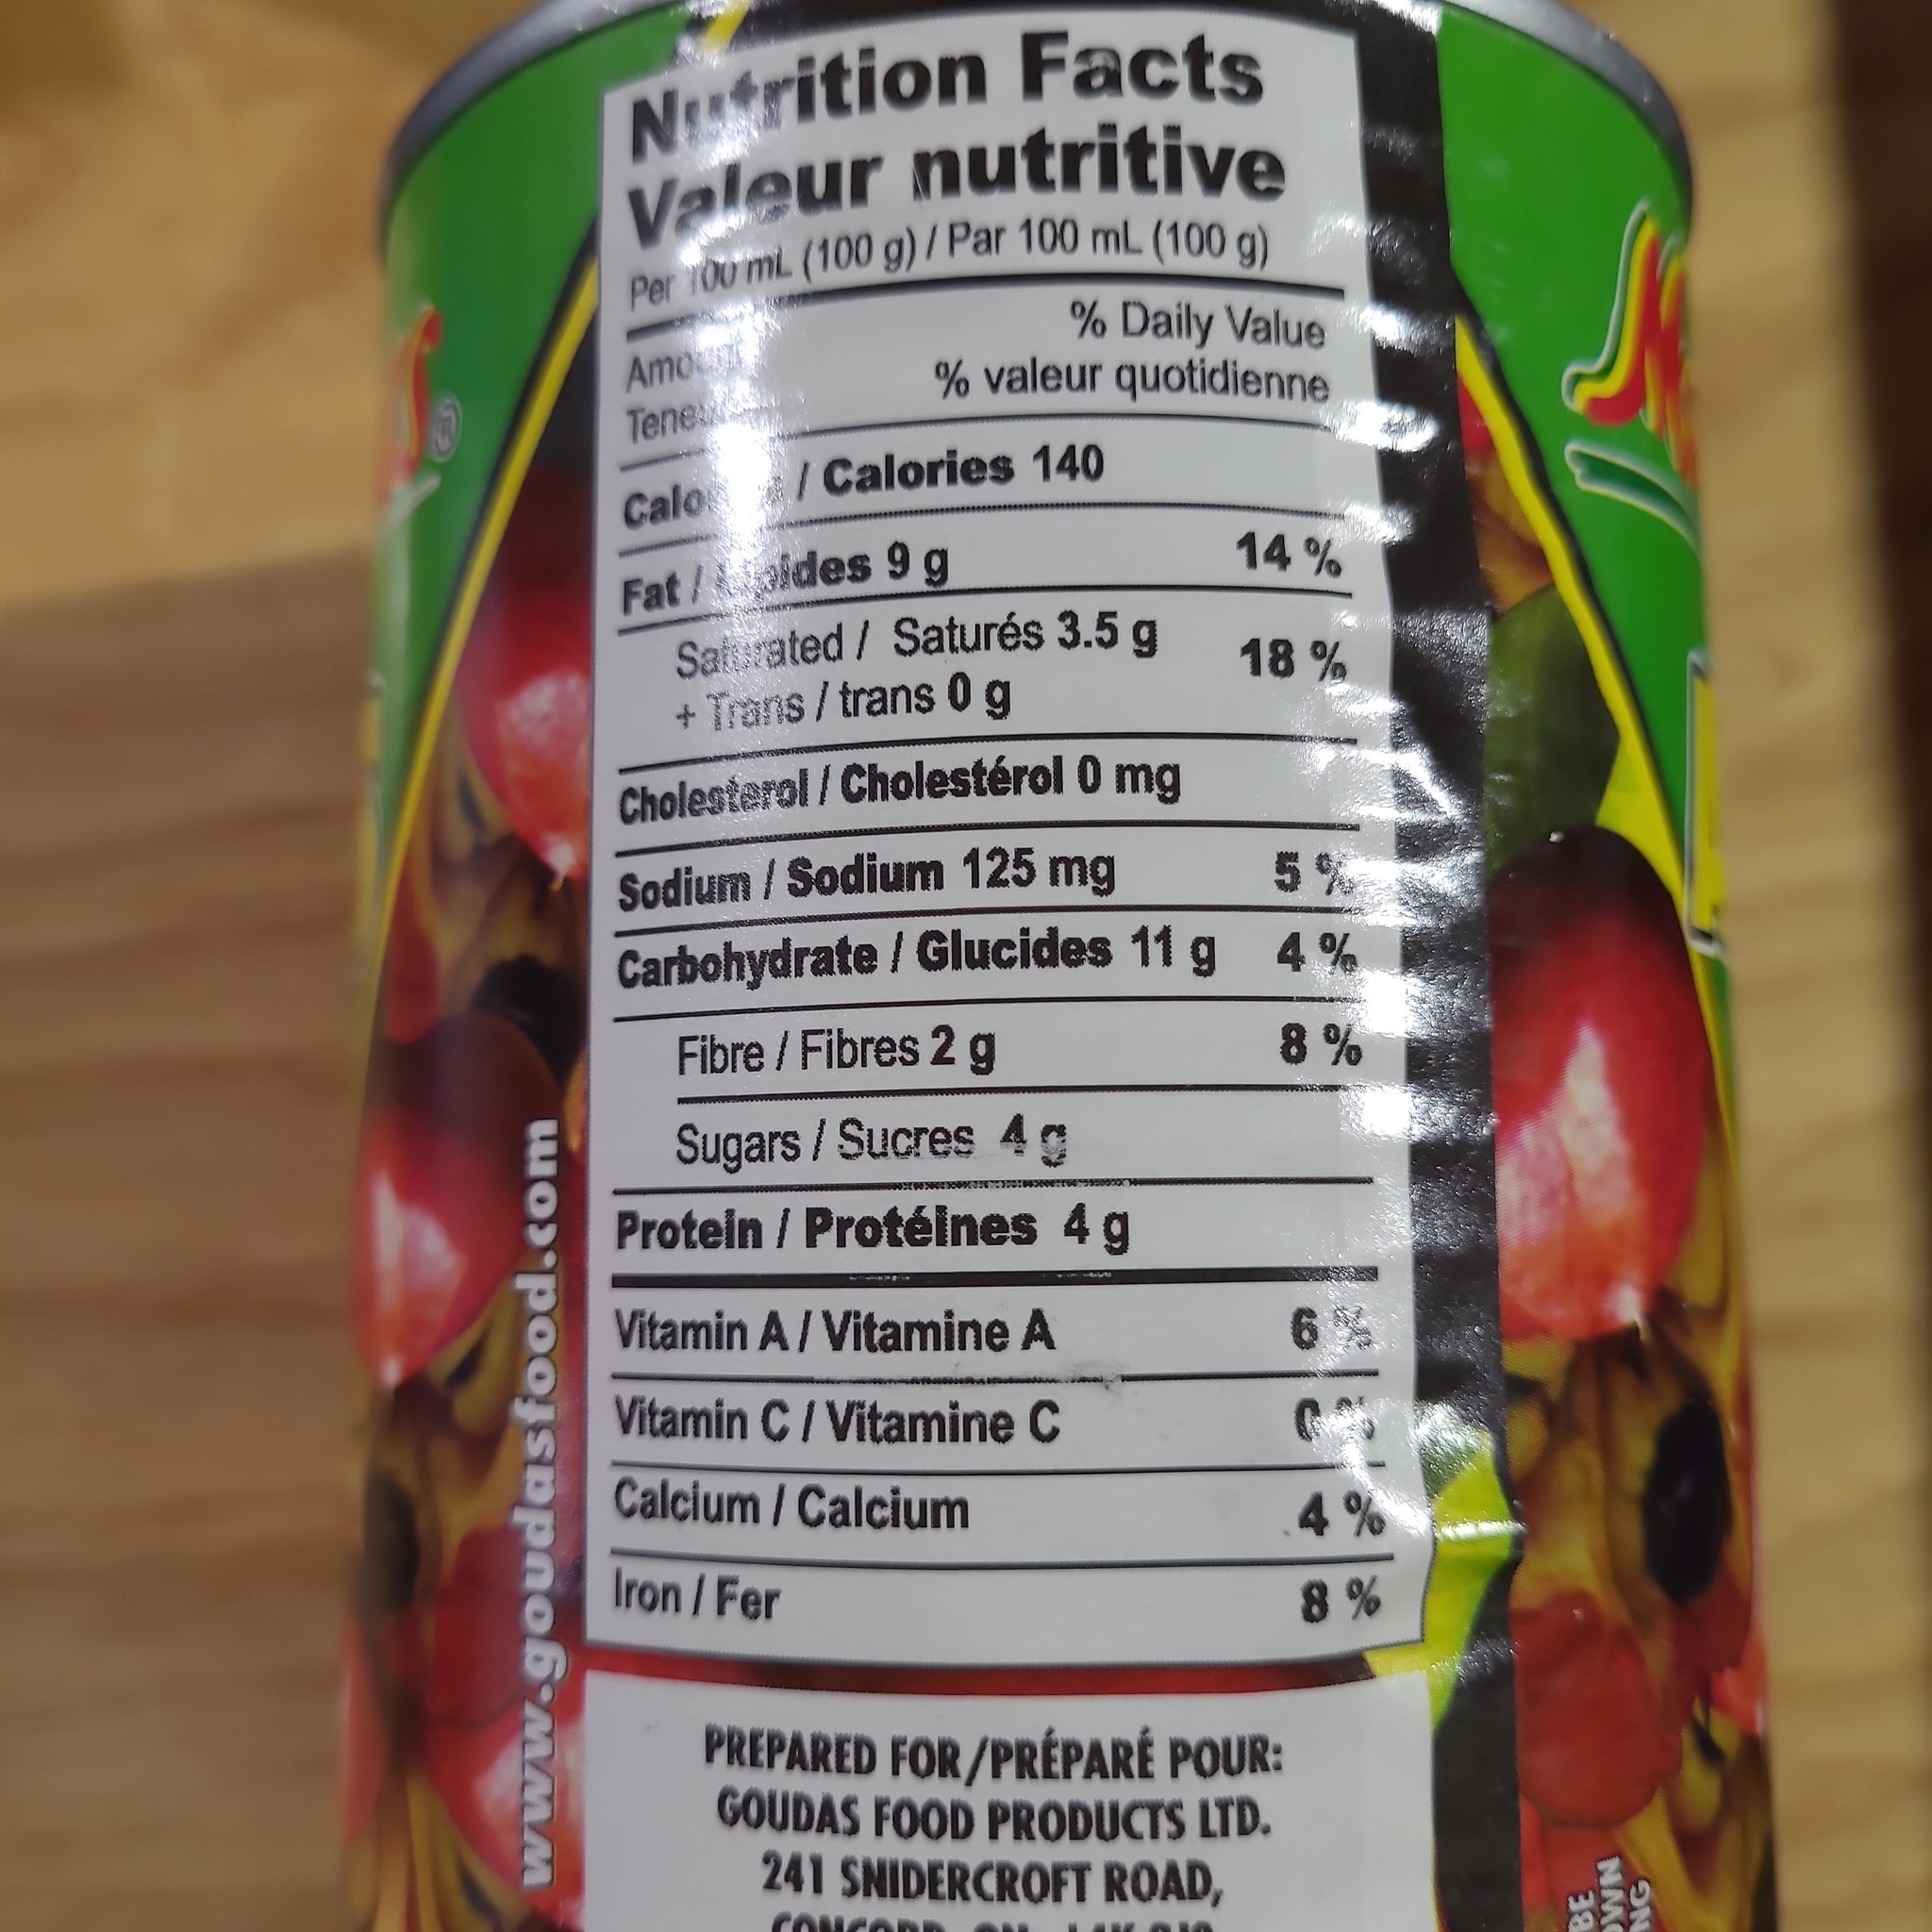 Nutrition Facts
Valeur nutritive
Per 100 mL (100 g) / Par 100 mL (100 g)
% Daily Value
% valeur quotidienne
/ Calories 140
Fat / Lipides 9 g 14 %
Saturated / Saturés 3.5 g 18 %
+ Trans / trans 0 g
Cholesterol / Cholestérol 0 mg
Sodium / Sodium 125 mg 5 %
Carbohydrate / Glucides 11 g 4 %
Fibre / Fibres 2 g 8 %
Sugars / Sucres 4 g
Protein / Protéines 4 g
Vitamin A / Vitamine A 6 %
Vitamin C / Vitamine C 0 %
Calcium / Calcium 4 %
Iron / Fer 8 %
PREPARED FOR/PRÉPARÉ POUR:
GOUDAS FOOD PRODUCTS LTD.
241 SNIDERCROFT ROAD,
www.goudasfood.com